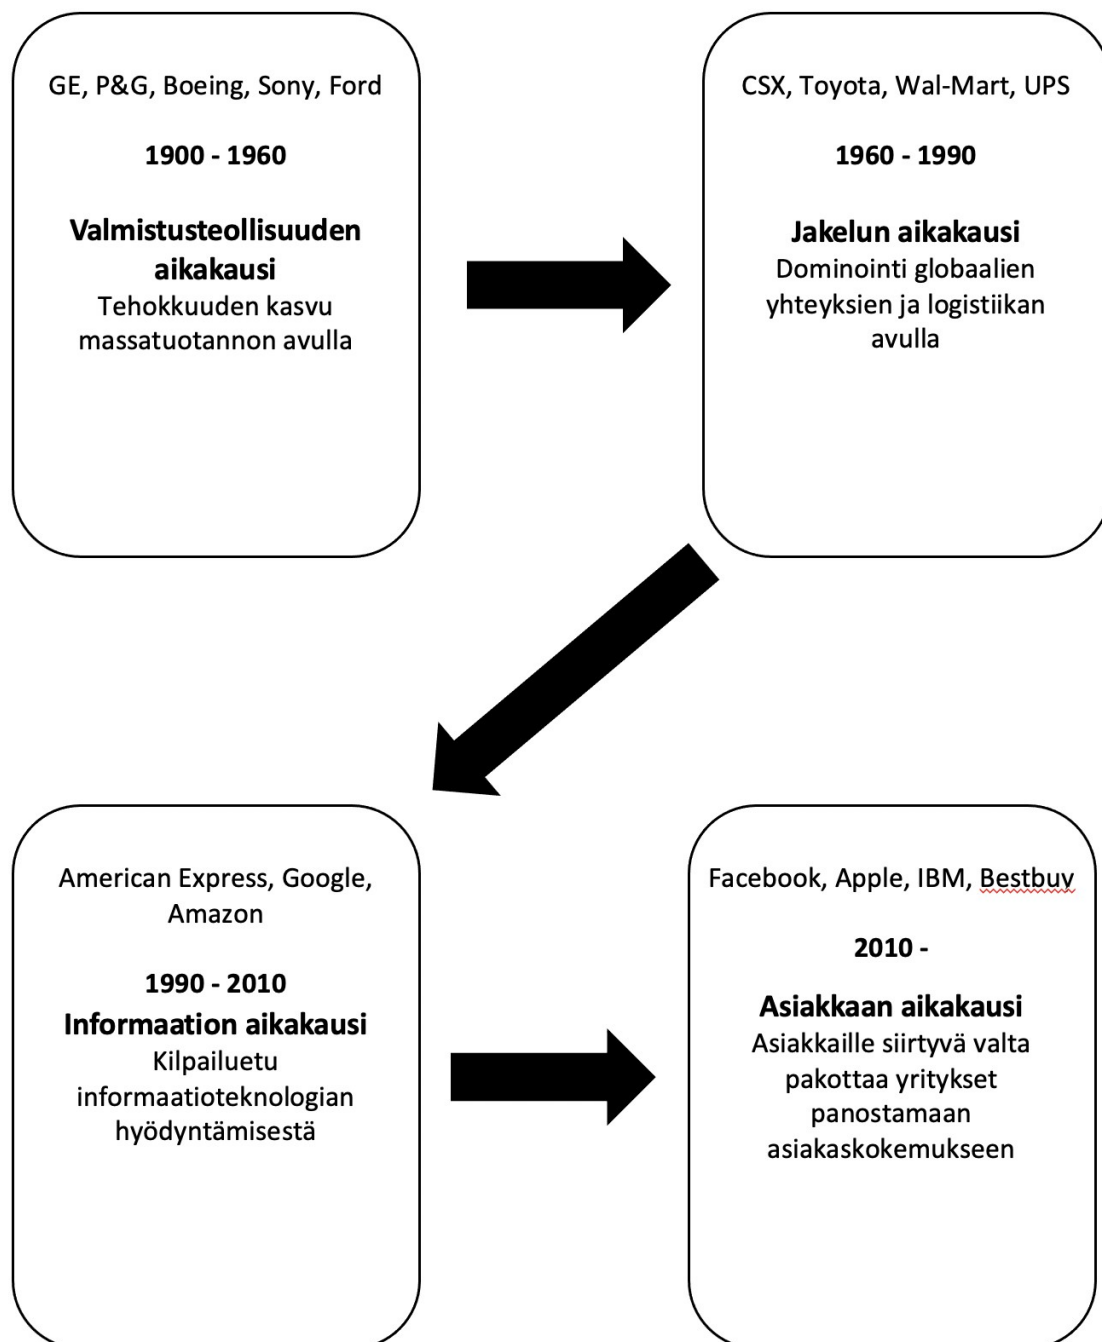 GE, P&G, Boeing, Sony, Ford
1900 - 1960
Valmistusteollisuuden
aikakausi
Tehokkuuden kasvu
massatuotannon avulla
CSX, Toyota, Wal-Mart, UPS
1960 - 1990
Jakelun aikakausi
Dominointi globaalien
yhteyksien ja logistiikan
avulla
American Express, Google,
Amazon
1990 - 2010
Informaation aikakausi
Kilpailuetu
informaatioteknologian
hyödyntämisestä
Facebook, Apple, IBM, Bestbuy
2010 -
Asiakkaan aikakausi
Asiakkaille siirtyvä valta
pakottaa yritykset
panostamaan
asiakaskokemukseen